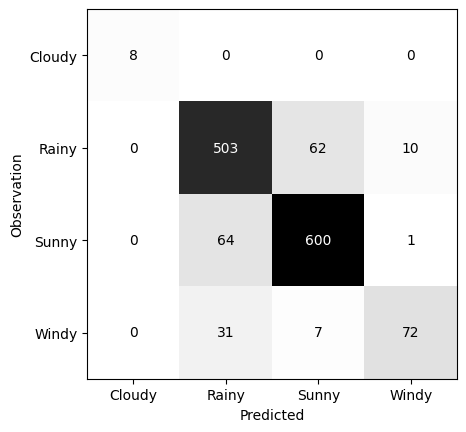 Observation
Cloudy 8 0 0 0
Rainy 0 503 62 10
Sunny 0 64 600 1
Windy 0 31 7 72
Cloudy Rainy Sunny Windy
Predicted